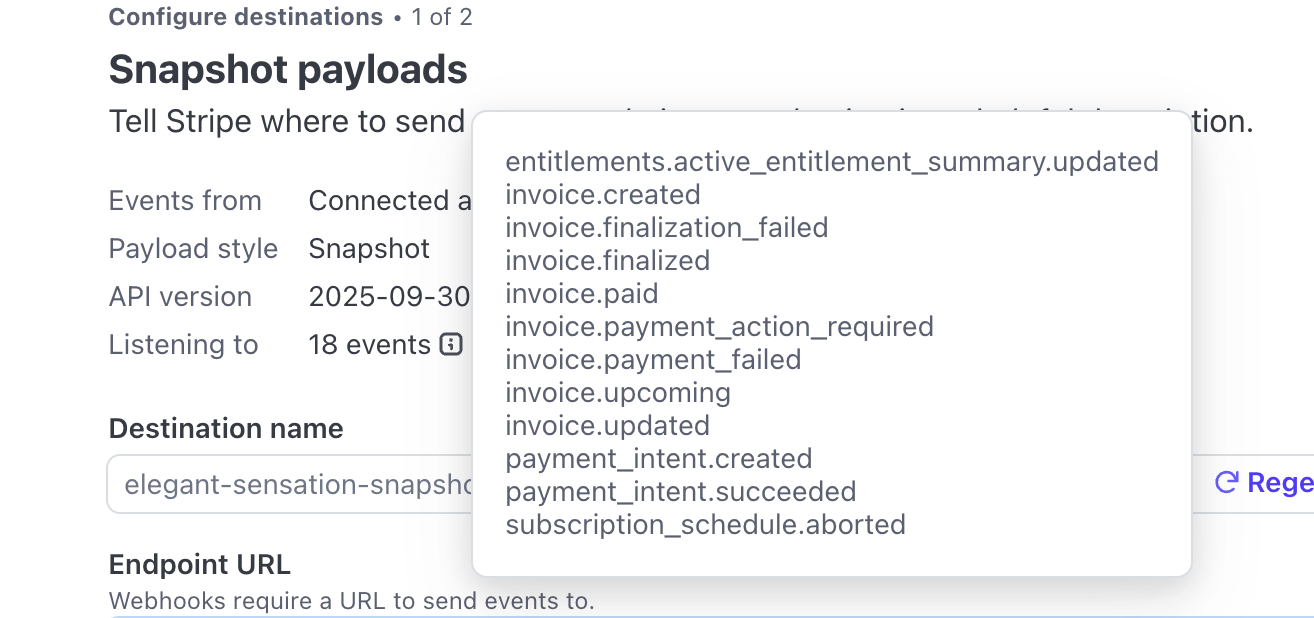 Configure destinations • 1 of 2
Snapshot payloads
Tell Stripe where to send
Events from Connected
Payload style Snapshot
API version 2025-09-30
Listening to 18 events
entitlements.active_entitlement_summary.updated
invoice.created
invoice.finalization_failed
invoice.finalized
invoice.paid
invoice.payment_action_required
invoice.payment_failed
invoice.upcoming
invoice.updated
payment_intent.created
payment_intent.succeeded
subscription_schedule.aborted
Destination name
elegant-sensation-snapsh
Rege
Endpoint URL
Webhooks require a URL to send events to.